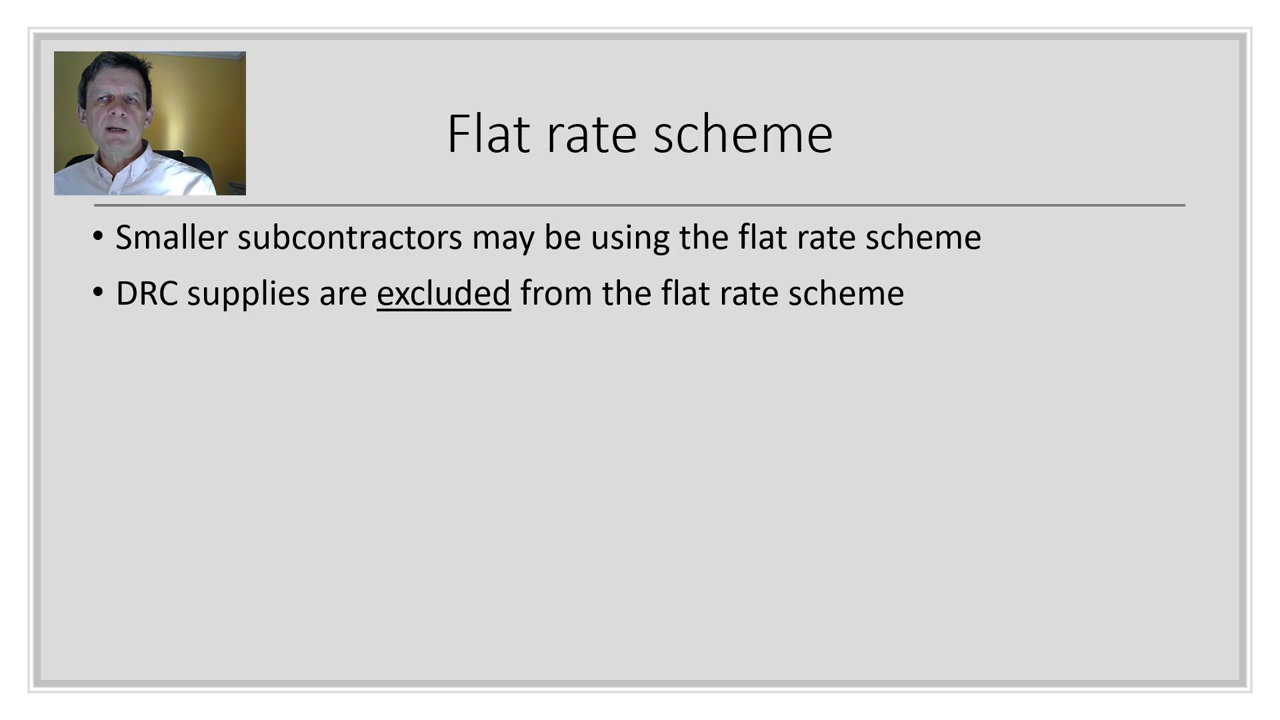 Flat rate scheme
• Smaller subcontractors may be using the flat rate scheme
• DRC supplies are excluded from the flat rate scheme